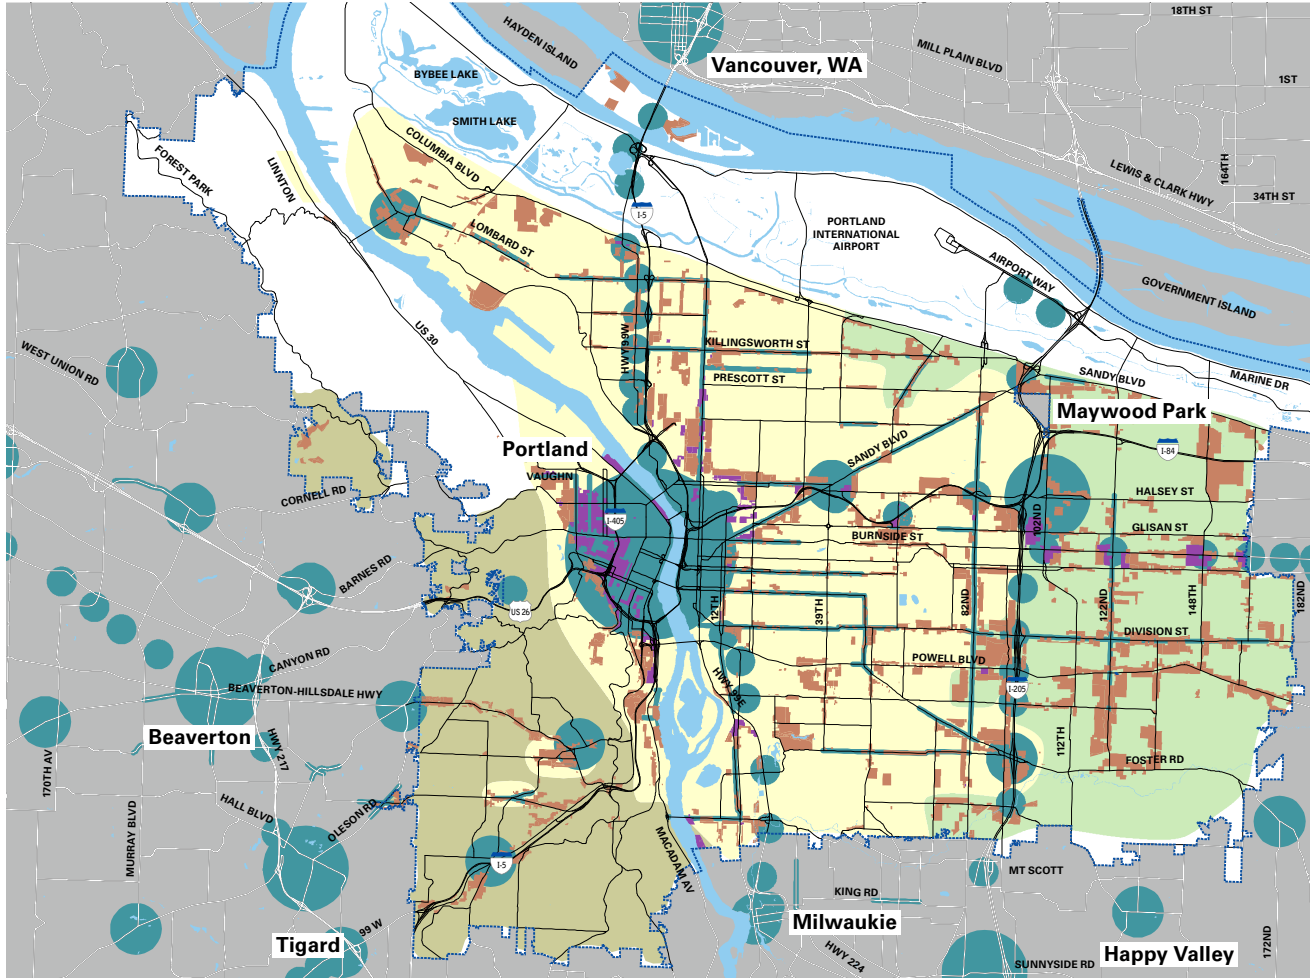 18TH ST
HAYDEN ISLAND
MILL PLAIN BLVD
Vancouver, WA
BYBEE LAKE
1ST
SMITH LAKE
COLUMBIA BLVD
FOREST PARK
LINNTON
LEWIS & CLARK HWY
164TH
34TH ST
I-5
PORTLAND
INTERNATIONAL
AIRPORT
LOMBARD ST
AIRPORT WAY
GOVERNMENT ISLAND
US 30
HWY 99W
KILLINGSWORTH ST
WEST UNION RD
PRESCOTT ST
SANDY BLVD
MARINE DR
Maywood Park
Portland
SANDY BLVD
I-84
VAUGHN
CORNELL RD
HALSEY ST
I-405
102ND
GLISAN ST
BURNSIDE ST
BARNES RD
US 26
12TH
39TH
82ND
122ND
148TH
182ND
DIVISION ST
CANYON RD
POWELL BLVD
BEAVERTON-HILLSDALE HWY
HWY 99E
I-205
Beaverton
HWY 217
112TH
FOSTER RD
170TH AV
HALL BLVD
OLESON RD
MURRAY BLVD
MACADAM AV
I-5
MT SCOTT
KING RD
99 W
Milwaukie
Tigard
HWY 224
Happy Valley
172ND
SUNNYSIDE RD